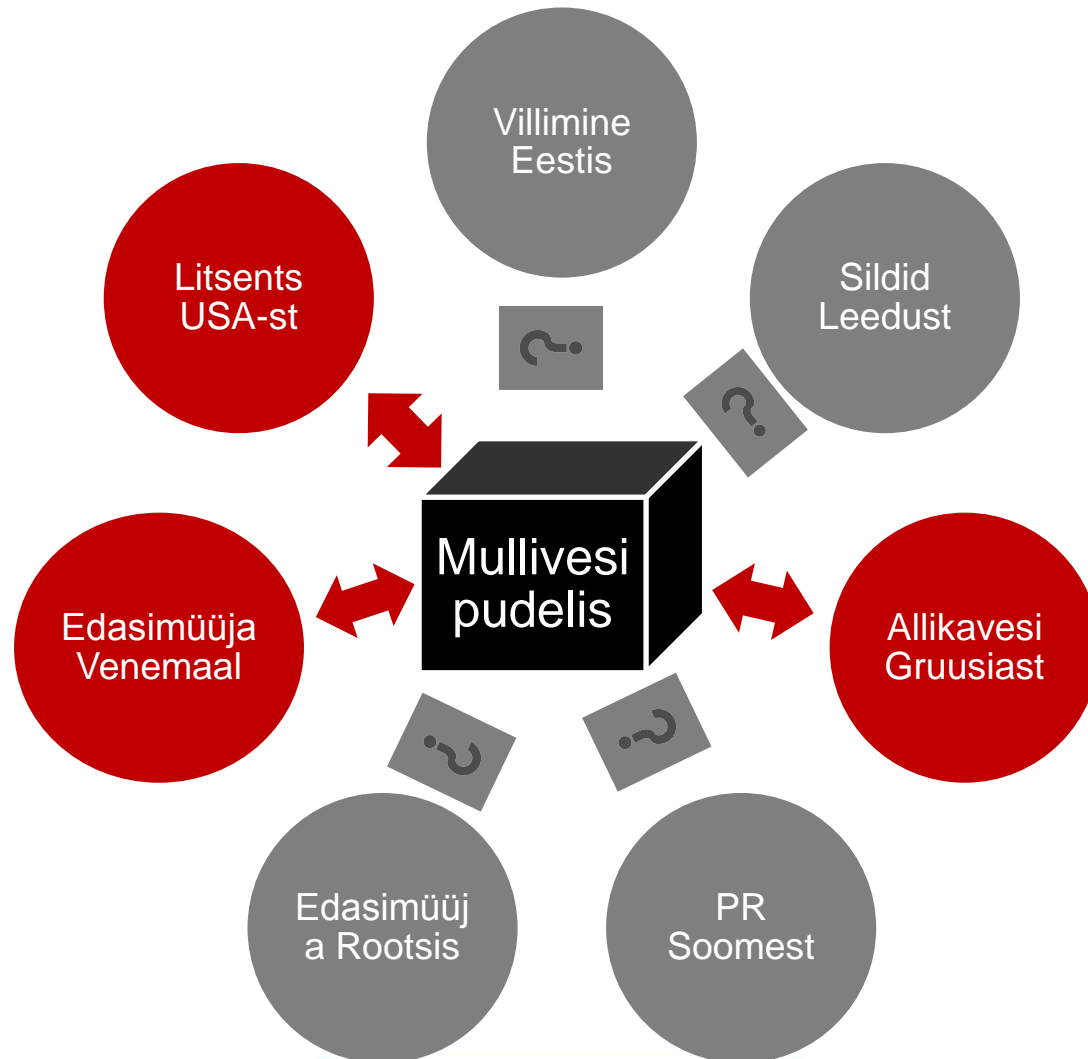 Villimine
Eestis
Litsents
USA-st
Sildid
Leedust
?
?
Mullivesi
pudelis
Edasimüüja
Venemaal
Allikavesi
Gruusiast
?
?
Edasimüüj
a Rootsis
PR
Soomest